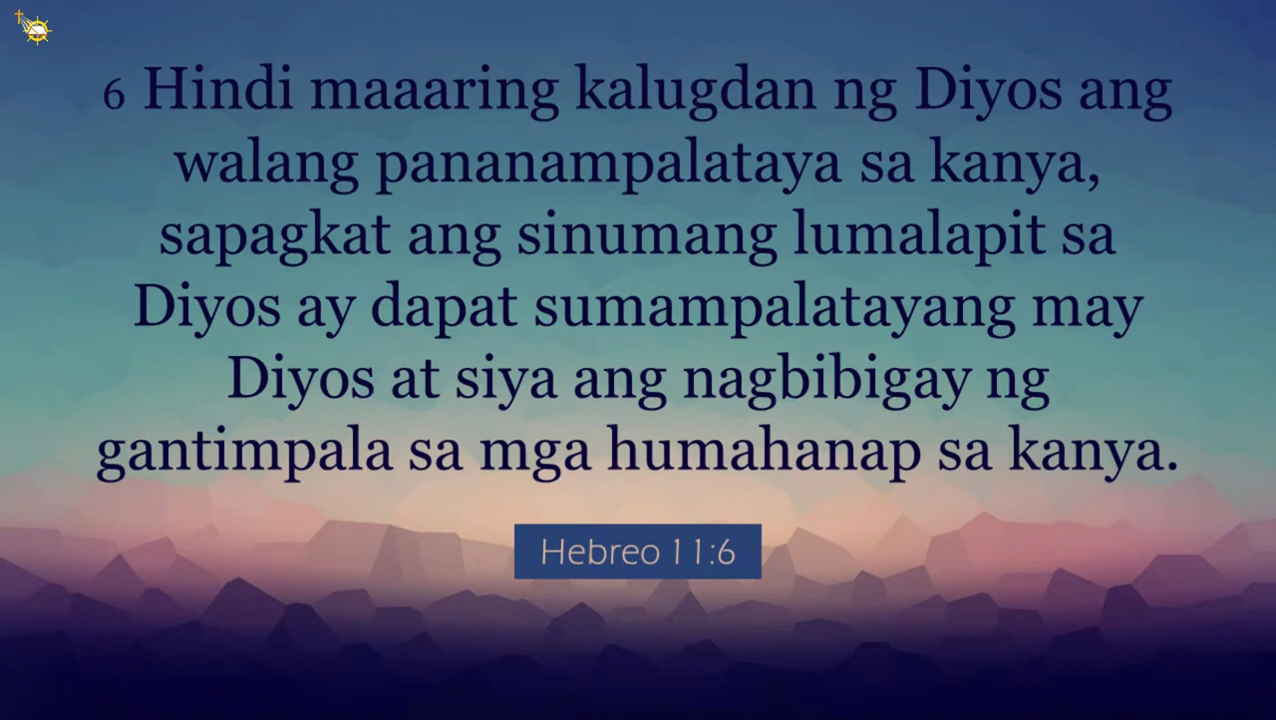 6 Hindi maaaring kalugdan ng Diyos ang
walang pananampalataya sa kanya,
sapagkat ang sinumang lumalapit sa
Diyos ay dapat sumampalatayang may
Diyos at siya ang nagbibigay ng
gantimpala sa mga humahanap sa kanya.
Hebreo 11:6